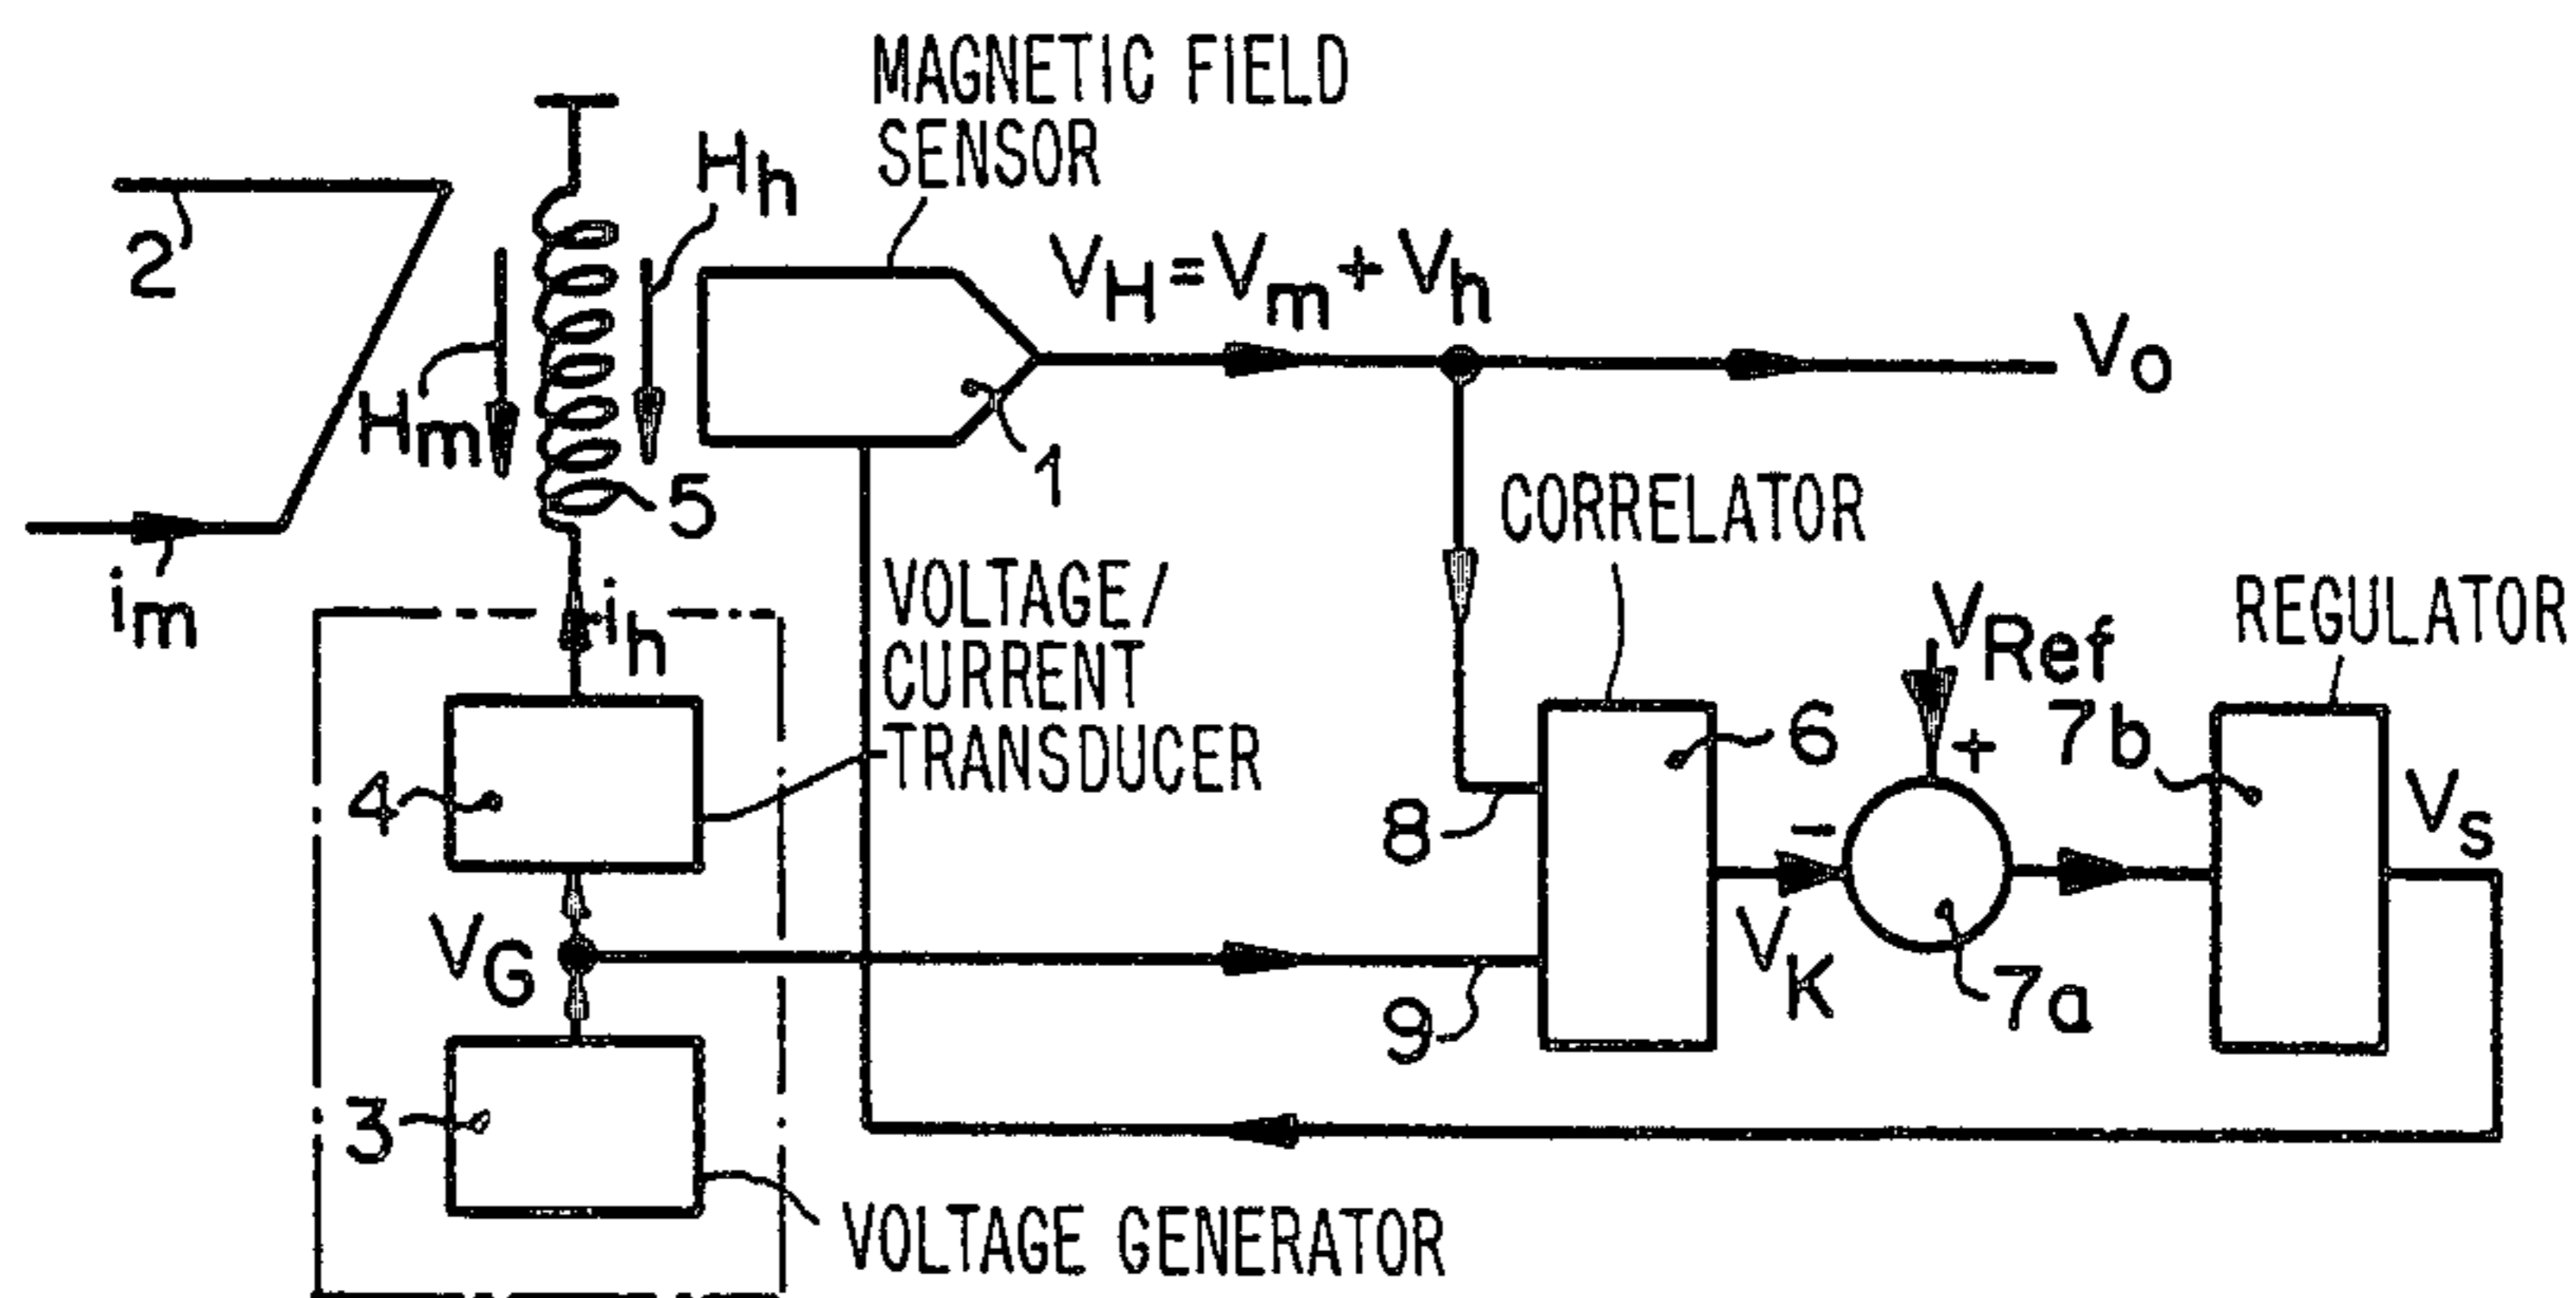 MAGNETIC FIELD
SENSOR
Hh
2
VH = Vm + Vh
Vo
Hm
1
5
im
ih
VOLTAGE/
CURRENT
TRANSDUCER
CORRELATOR
VRef
REGULATOR
+
7b
6
4
8
-
Vs
VG
VK
7a
9
3
VOLTAGE GENERATOR